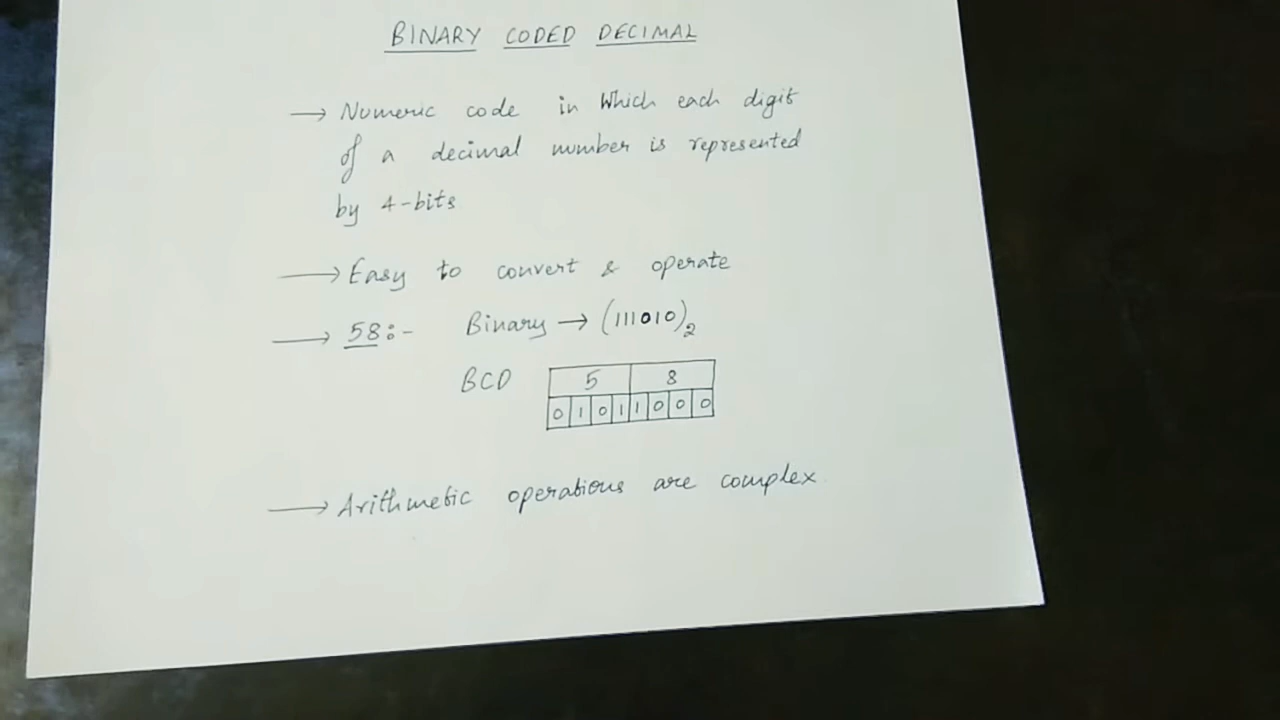 BINARY CODED DECIMAL
→ Numeric code in which each digit
of a decimal number is represented
by 4-bits
→ Easy to convert & operate
→ 58:- Binary → (111010)₂
BCD 5 8
0 1 0 1 1 0 0 0
→ Arithmetic operations are complex.